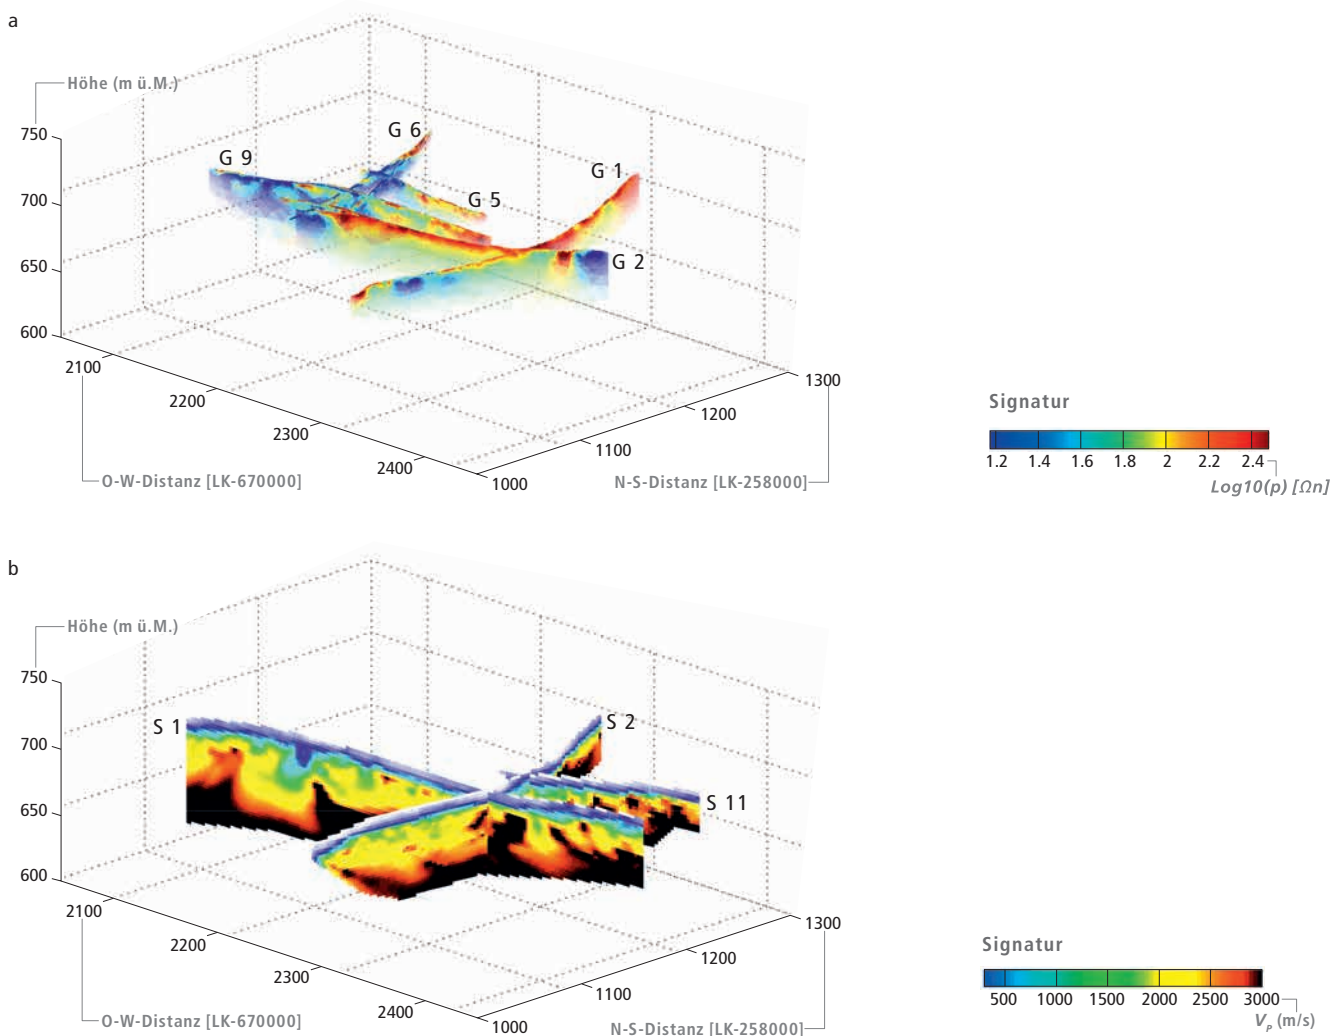 a
Höhe (m ü.M.)
750
700
650
600
G 6
G 9
G 1
G 5
G 2
2100
2200
2300
2400
1000
1100
1200
1300
O-W-Distanz [LK-670000]
N-S-Distanz [LK-258000]
Signatur
1.2 1.4 1.6 1.8 2 2.2 2.4
Log10(p) [Ωn]
b
Höhe (m ü.M.)
750
700
650
600
S 1
S 2
S 11
2100
2200
2300
2400
1000
1100
1200
1300
O-W-Distanz [LK-670000]
N-S-Distanz [LK-258000]
Signatur
500 1000 1500 2000 2500 3000
Vp (m/s)